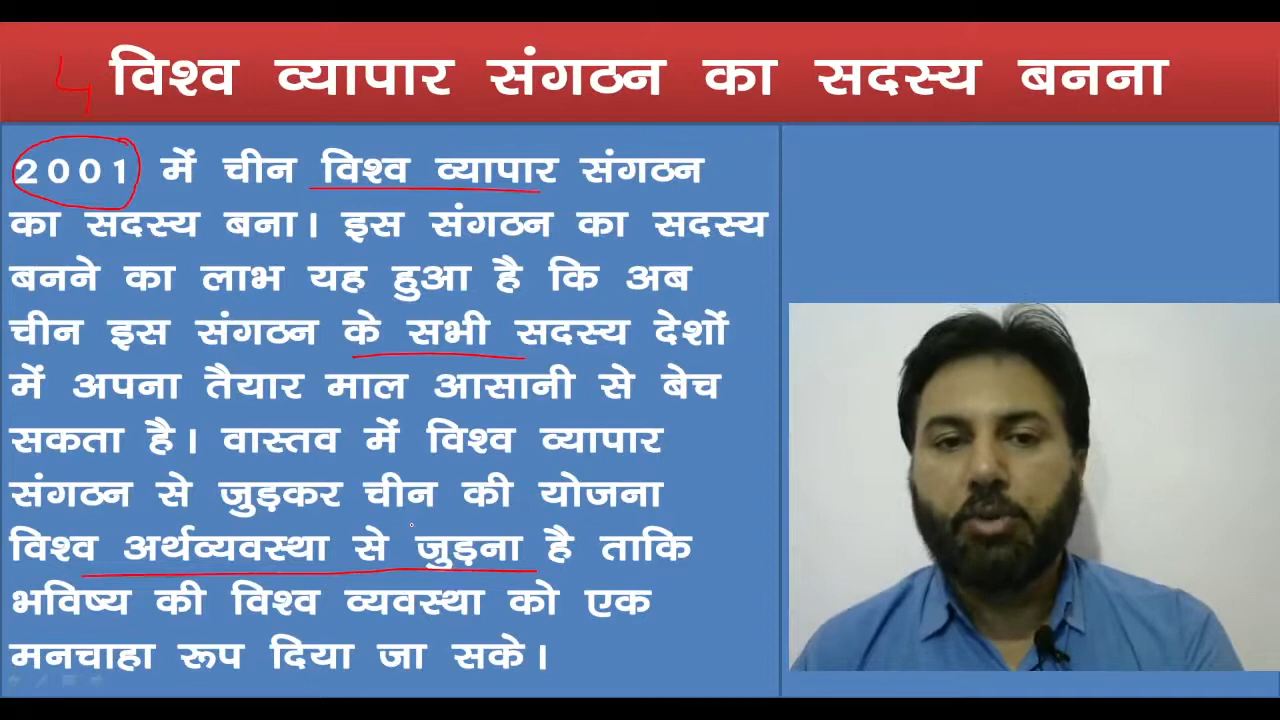 4 विश्व व्यापार संगठन का सदस्य बनना
2001 में चीन विश्व व्यापार संगठन
का सदस्य बना। इस संगठन का सदस्य
बनने का लाभ यह हुआ है कि अब
चीन इस संगठन के सभी सदस्य देशों
में अपना तैयार माल आसानी से बेच
सकता है। वास्तव में विश्व व्यापार
संगठन से जुड़कर चीन की योजना
विश्व अर्थव्यवस्था से जुड़ना है ताकि
भविष्य की विश्व व्यवस्था को एक
मनचाहा रूप दिया जा सके।